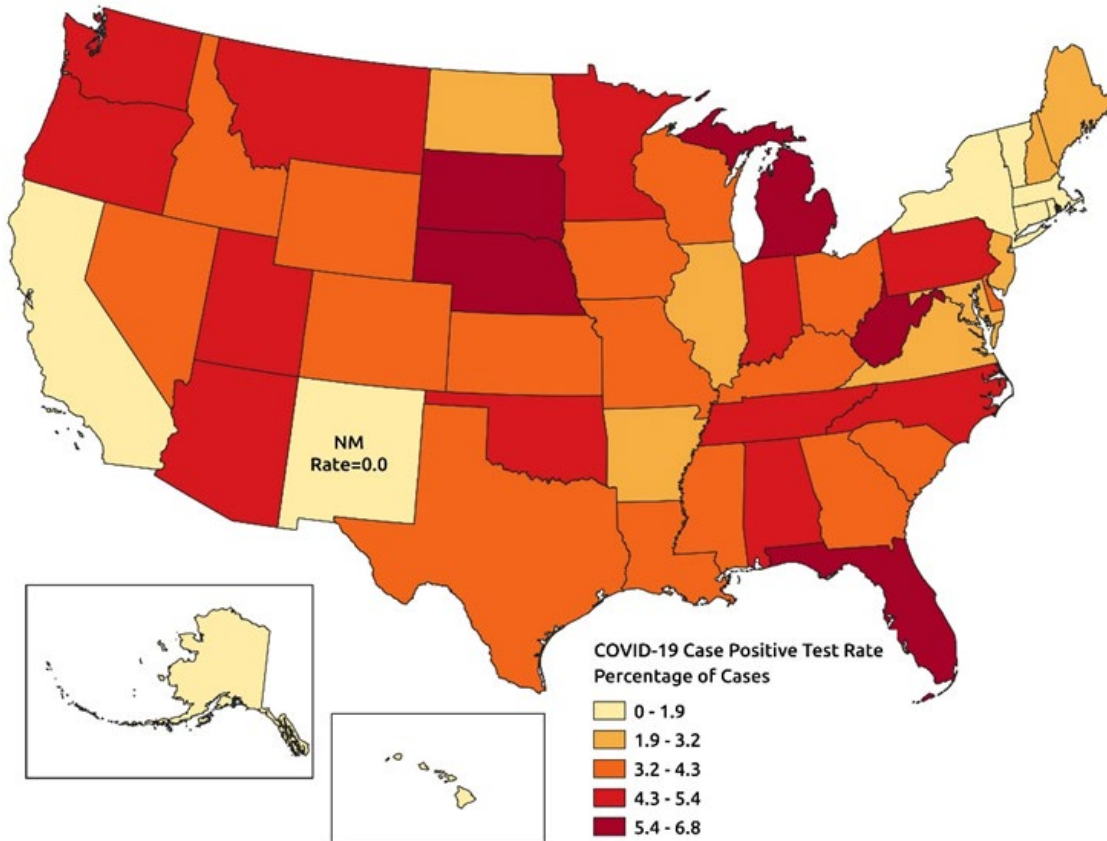 NM
Rate=0.0
COVID-19 Case Positive Test Rate
Percentage of Cases
0 - 1.9
1.9 - 3.2
3.2 - 4.3
4.3 - 5.4
5.4 - 6.8